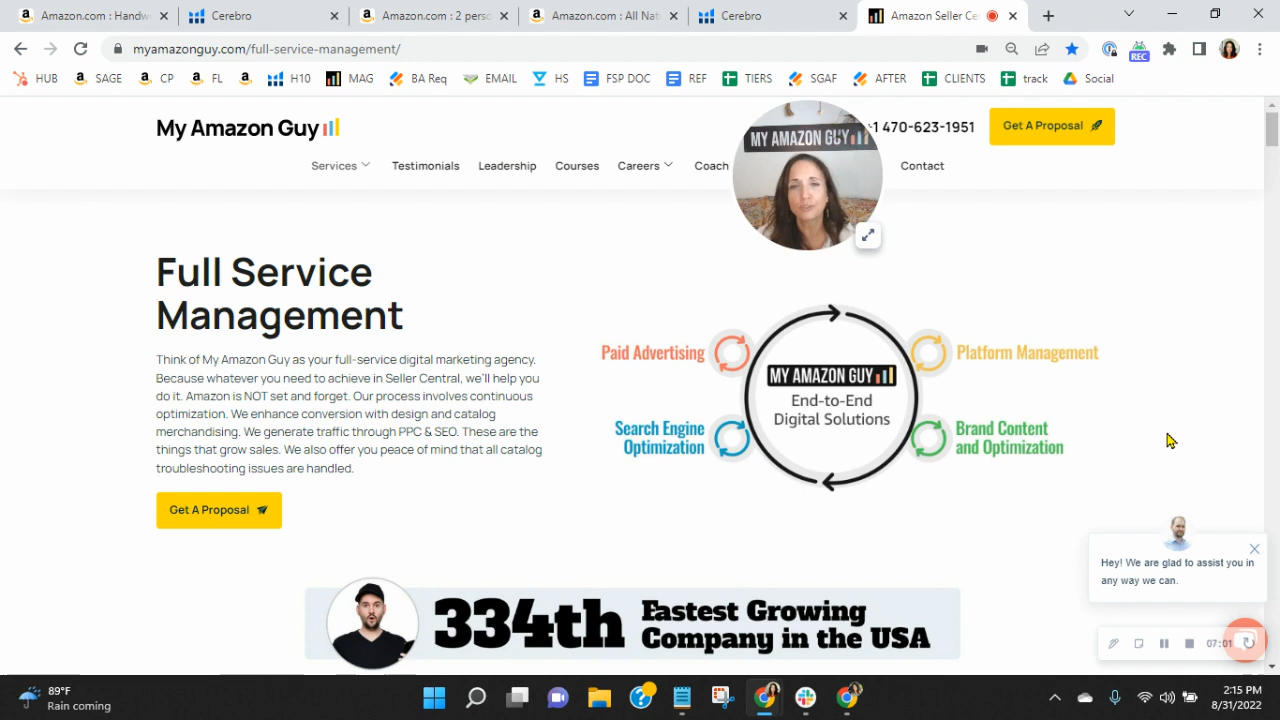 Amazon.com : Handw
Cerebro
Amazon.com : 2 perso
Amazon.com : All Nat
Cerebro
Amazon Seller Ce
myamazonguy.com/full-service-management/
REC
HUB
SAGE
CP
FL
H10
MAG
BA Req
EMAIL
HS
FSP DOC
REF
TIERS
SGAF
AFTER
CLIENTS
track
Social
My Amazon Guy
MY AMAZON GUY
+1 470-623-1951
Get A Proposal
Services
Testimonials
Leadership
Courses
Careers
Coach
Contact
Full Service
Management
Think of My Amazon Guy as your full-service digital marketing agency.
Because whatever you need to achieve in Seller Central, we'll help you
do it. Amazon is NOT set and forget. Our process involves continuous
optimization. We enhance conversion with design and catalog
merchandising. We generate traffic through PPC & SEO. These are the
things that grow sales. We also offer you peace of mind that all catalog
troubleshooting issues are handled.
Get A Proposal
Paid Advertising
Platform Management
MY AMAZON GUY
End-to-End
Digital Solutions
Search Engine
Optimization
Brand Content
and Optimization
Hey! We are glad to assist you in
any way we can.
334th
Fastest Growing
Company in the USA
07:01
89°F
Rain coming
2:15 PM
8/31/2022